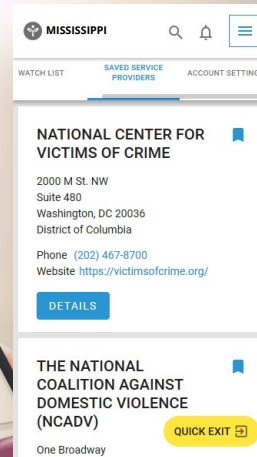 MISSISSIPPI
WATCH LIST
SAVED SERVICE
PROVIDERS
ACCOUNT SETTING
NATIONAL CENTER FOR
VICTIMS OF CRIME
2000 M St. NW
Suite 480
Washington, DC 20036
District of Columbia
Phone (202) 467-8700
Website https://victimsofcrime.org/
DETAILS
THE NATIONAL
COALITION AGAINST
DOMESTIC VIOLENCE
(NCADV)
QUICK EXIT
One Broadway